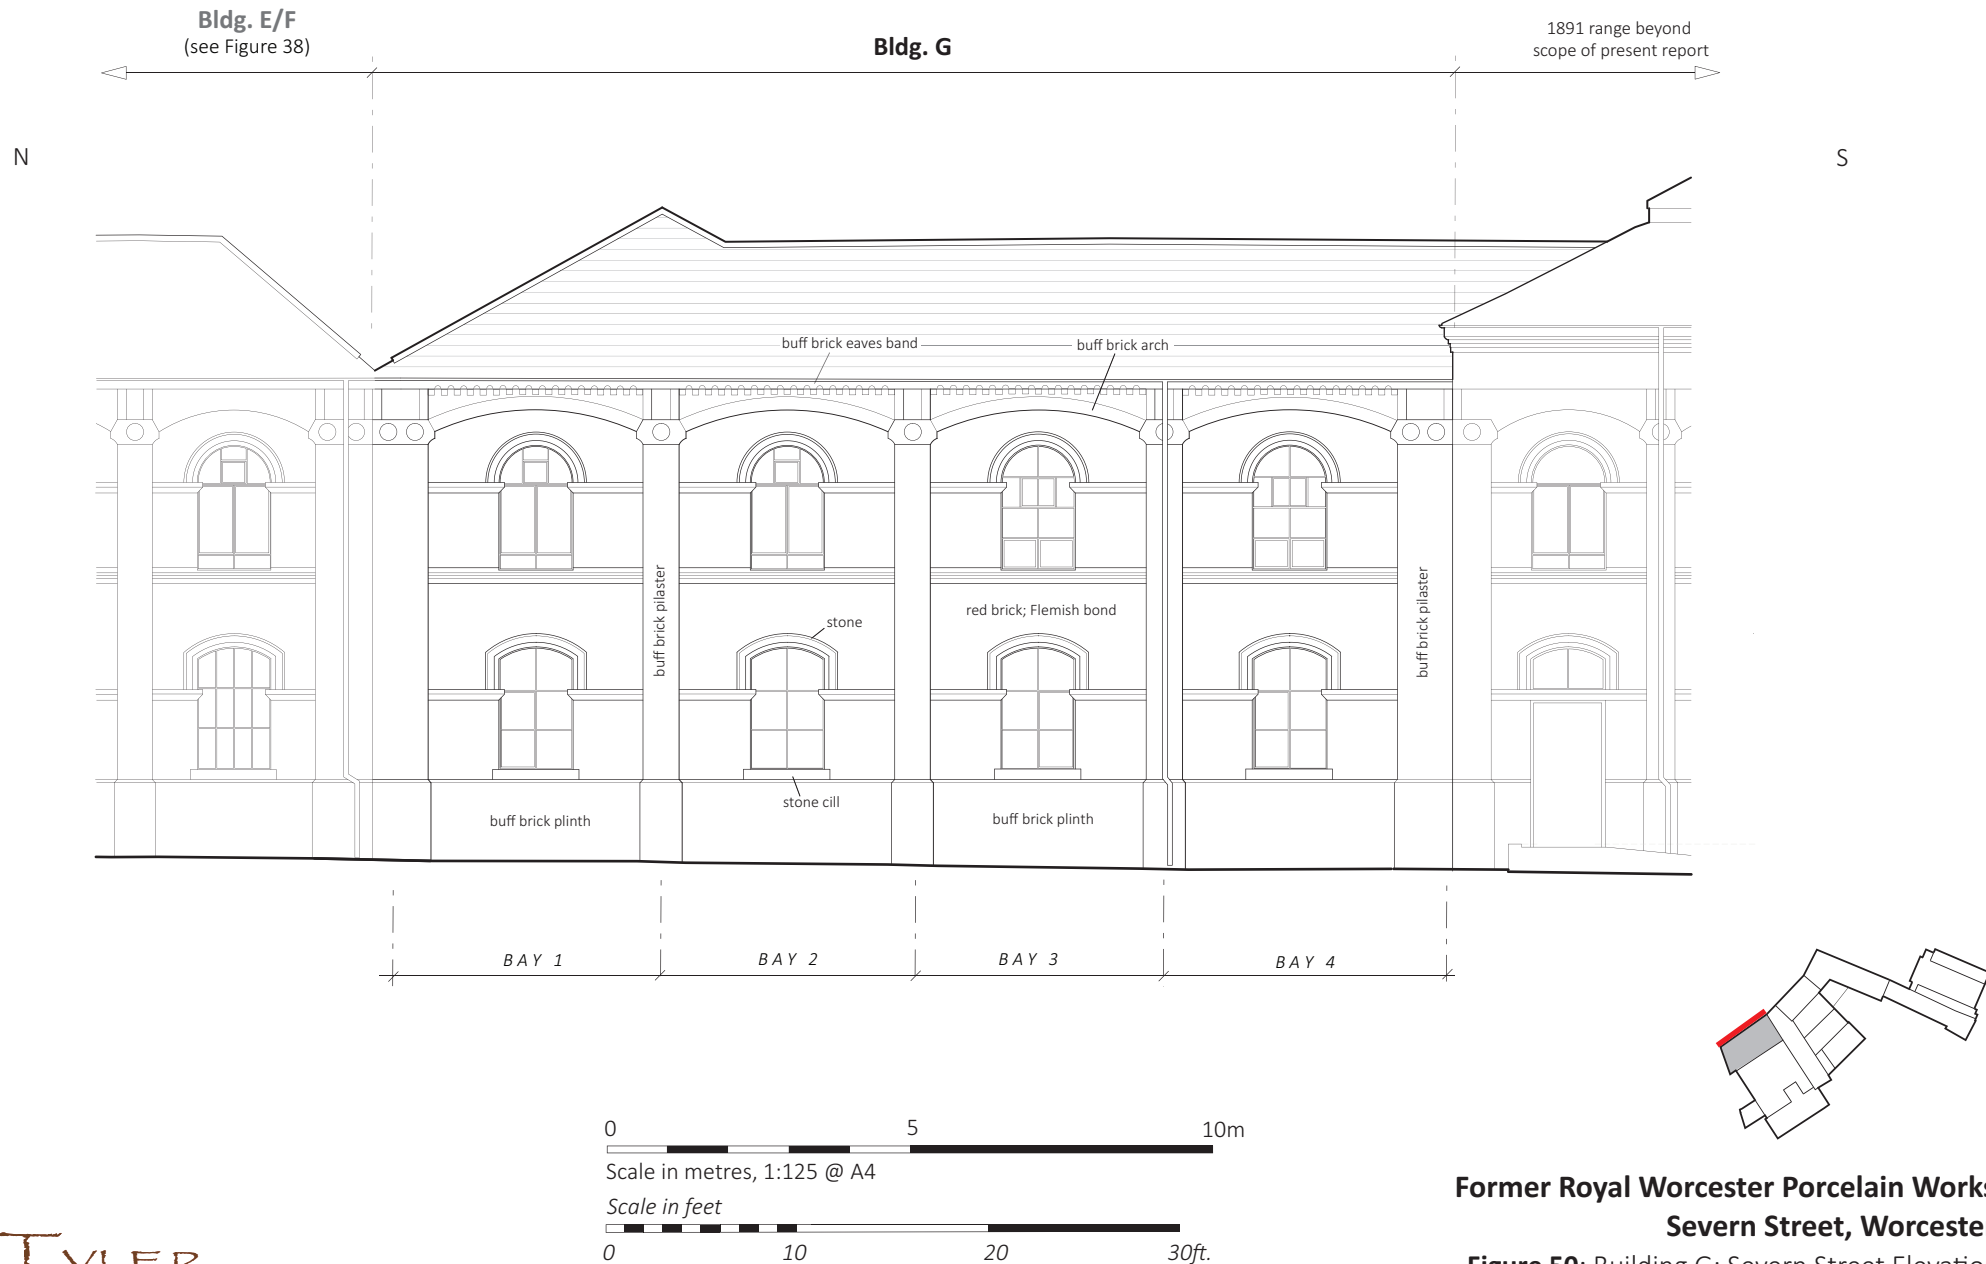 Bldg. E/F
(see Figure 38)
Bldg. G
1891 range beyond
scope of present report
N
S
buff brick eaves band
buff brick arch
buff brick pilaster
red brick; Flemish bond
stone
buff brick pilaster
stone cill
buff brick plinth
buff brick plinth
BAY 1
BAY 2
BAY 3
BAY 4
0 5 10m
Scale in metres, 1:125 @ A4
Scale in feet
0 10 20 30ft.
Former Royal Worcester Porcelain Works
Severn Street, Worceste
Figure 50: Building G: Severn Street Elevatio
TYLER